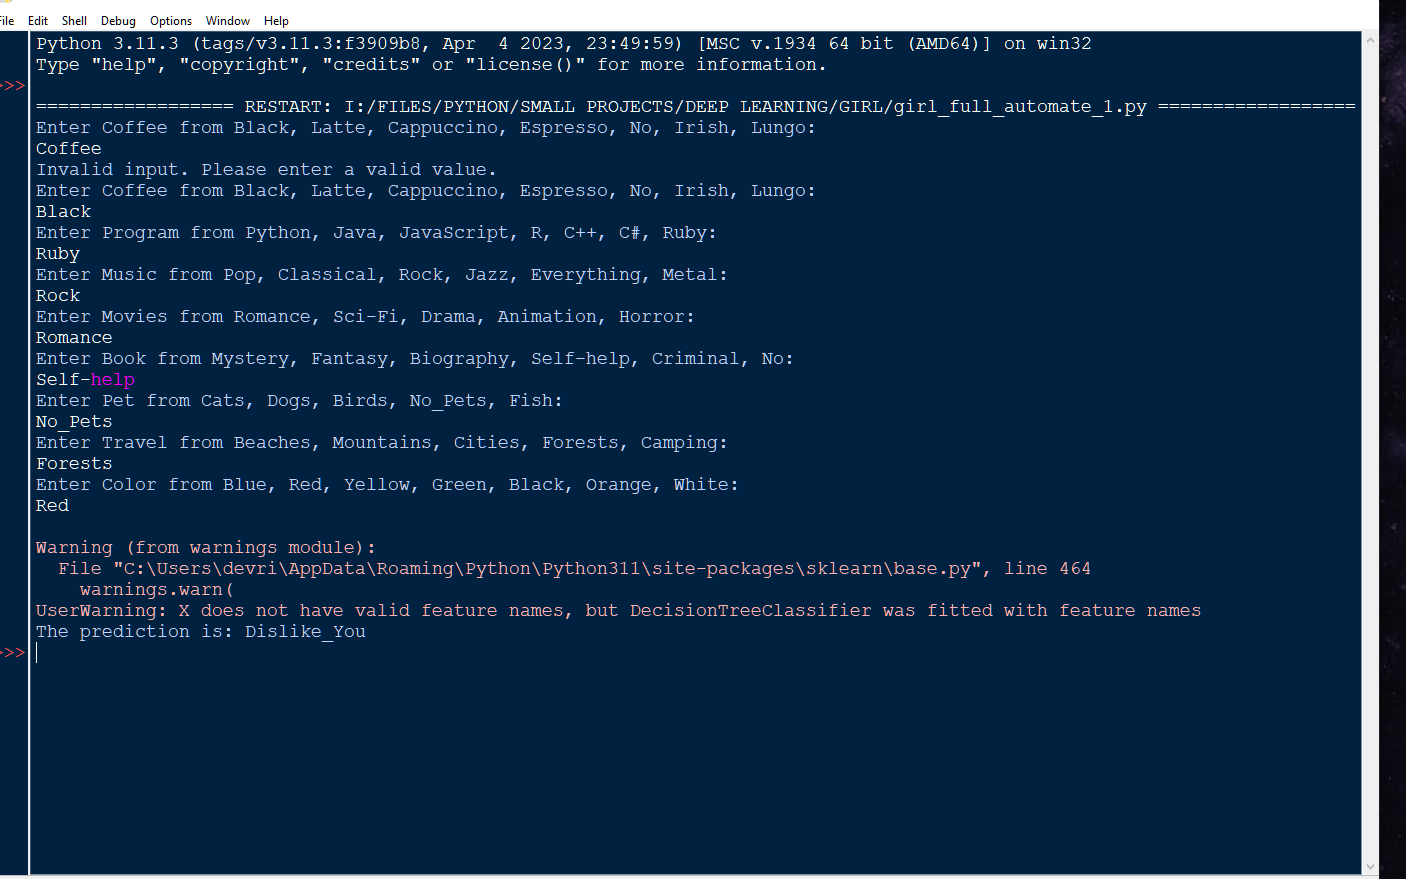 File Edit Shell Debug Options Window Help
Python 3.11.3 (tags/v3.11.3:f3909b8, Apr  4 2023, 23:49:59) [MSC v.1934 64 bit (AMD64)] on win32
Type "help", "copyright", "credits" or "license()" for more information.
>>>
================== RESTART: I:/FILES/PYTHON/SMALL PROJECTS/DEEP LEARNING/GIRL/girl_full_automate_1.py ==================
Enter Coffee from Black, Latte, Cappuccino, Espresso, No, Irish, Lungo:
Coffee
Invalid input. Please enter a valid value.
Enter Coffee from Black, Latte, Cappuccino, Espresso, No, Irish, Lungo:
Black
Enter Program from Python, Java, JavaScript, R, C++, C#, Ruby:
Ruby
Enter Music from Pop, Classical, Rock, Jazz, Everything, Metal:
Rock
Enter Movies from Romance, Sci-Fi, Drama, Animation, Horror:
Romance
Enter Book from Mystery, Fantasy, Biography, Self-help, Criminal, No:
Self-help
Enter Pet from Cats, Dogs, Birds, No_Pets, Fish:
No_Pets
Enter Travel from Beaches, Mountains, Cities, Forests, Camping:
Forests
Enter Color from Blue, Red, Yellow, Green, Black, Orange, White:
Red
Warning (from warnings module):
  File "C:\Users\devri\AppData\Roaming\Python\Python311\site-packages\sklearn\base.py", line 464
    warnings.warn(
UserWarning: X does not have valid feature names, but DecisionTreeClassifier was fitted with feature names
The prediction is: Dislike_You
>>>